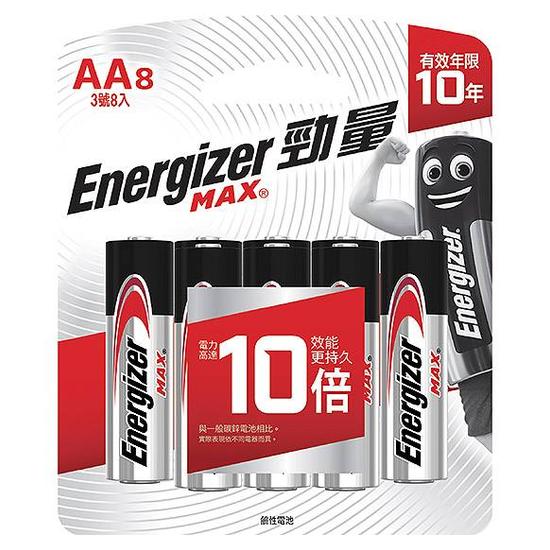 AA8
3號8入
有效年限
10年
Energizer 勁量
MAX®
Energizer
Energizer
MAX®
電力
高達
10倍
效能
更持久
與一般碳鋅電池相比。
實際表現依不同電器而異。
Energizer
MAX®
鹼性電池